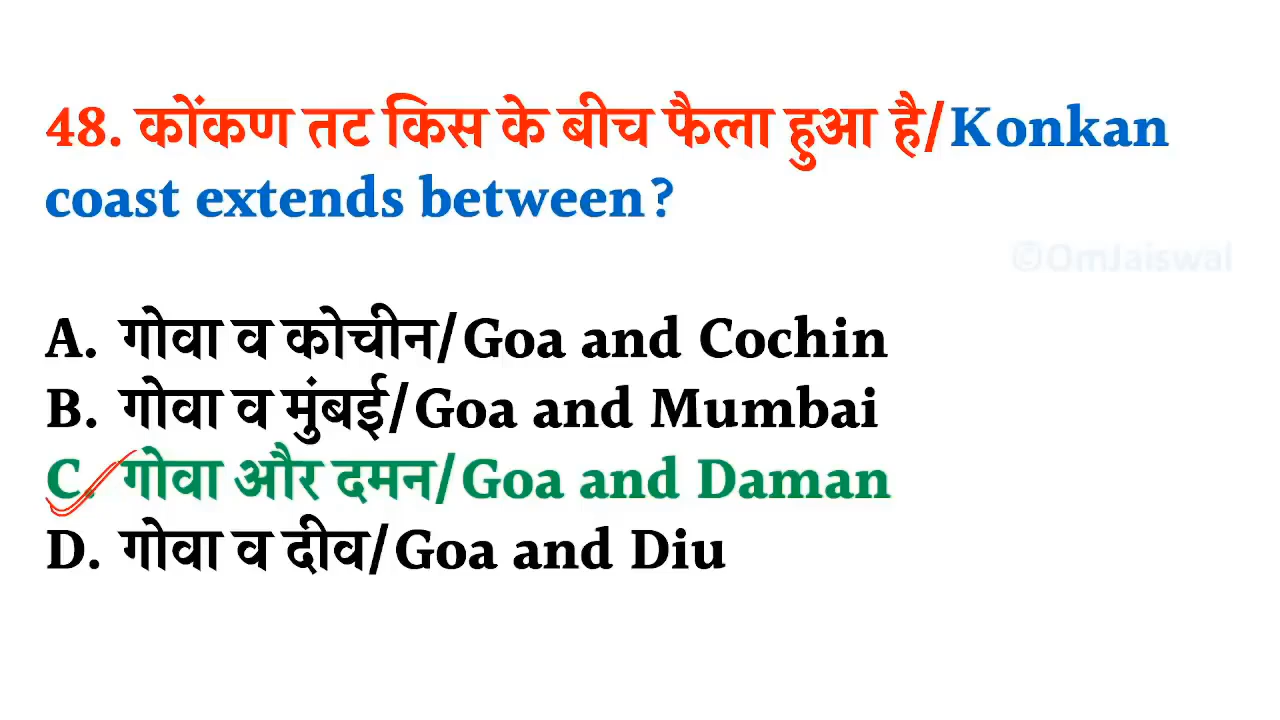 48. कोंकण तट किस के बीच फैला हुआ है/Konkan
coast extends between?
©OmJaiswal
A. गोवा व कोचीन/Goa and Cochin
B. गोवा व मुंबई/Goa and Mumbai
C. गोवा और दमन/Goa and Daman
D. गोवा व दीव/Goa and Diu